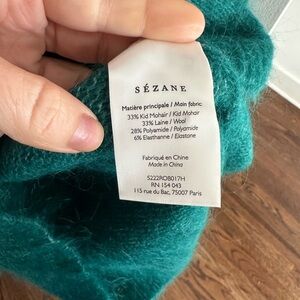 SÉZANE
Matière principale / Main fabric
33% Kid Mohair / Kid Mohair
33% Laine / Wool
28% Polyamide / Polyamide
6% Elasthanne / Elastane
Fabriqué en Chine
Made in China
5222ROB017H
RN 154 043
115 rue du Bac, 75007 Paris